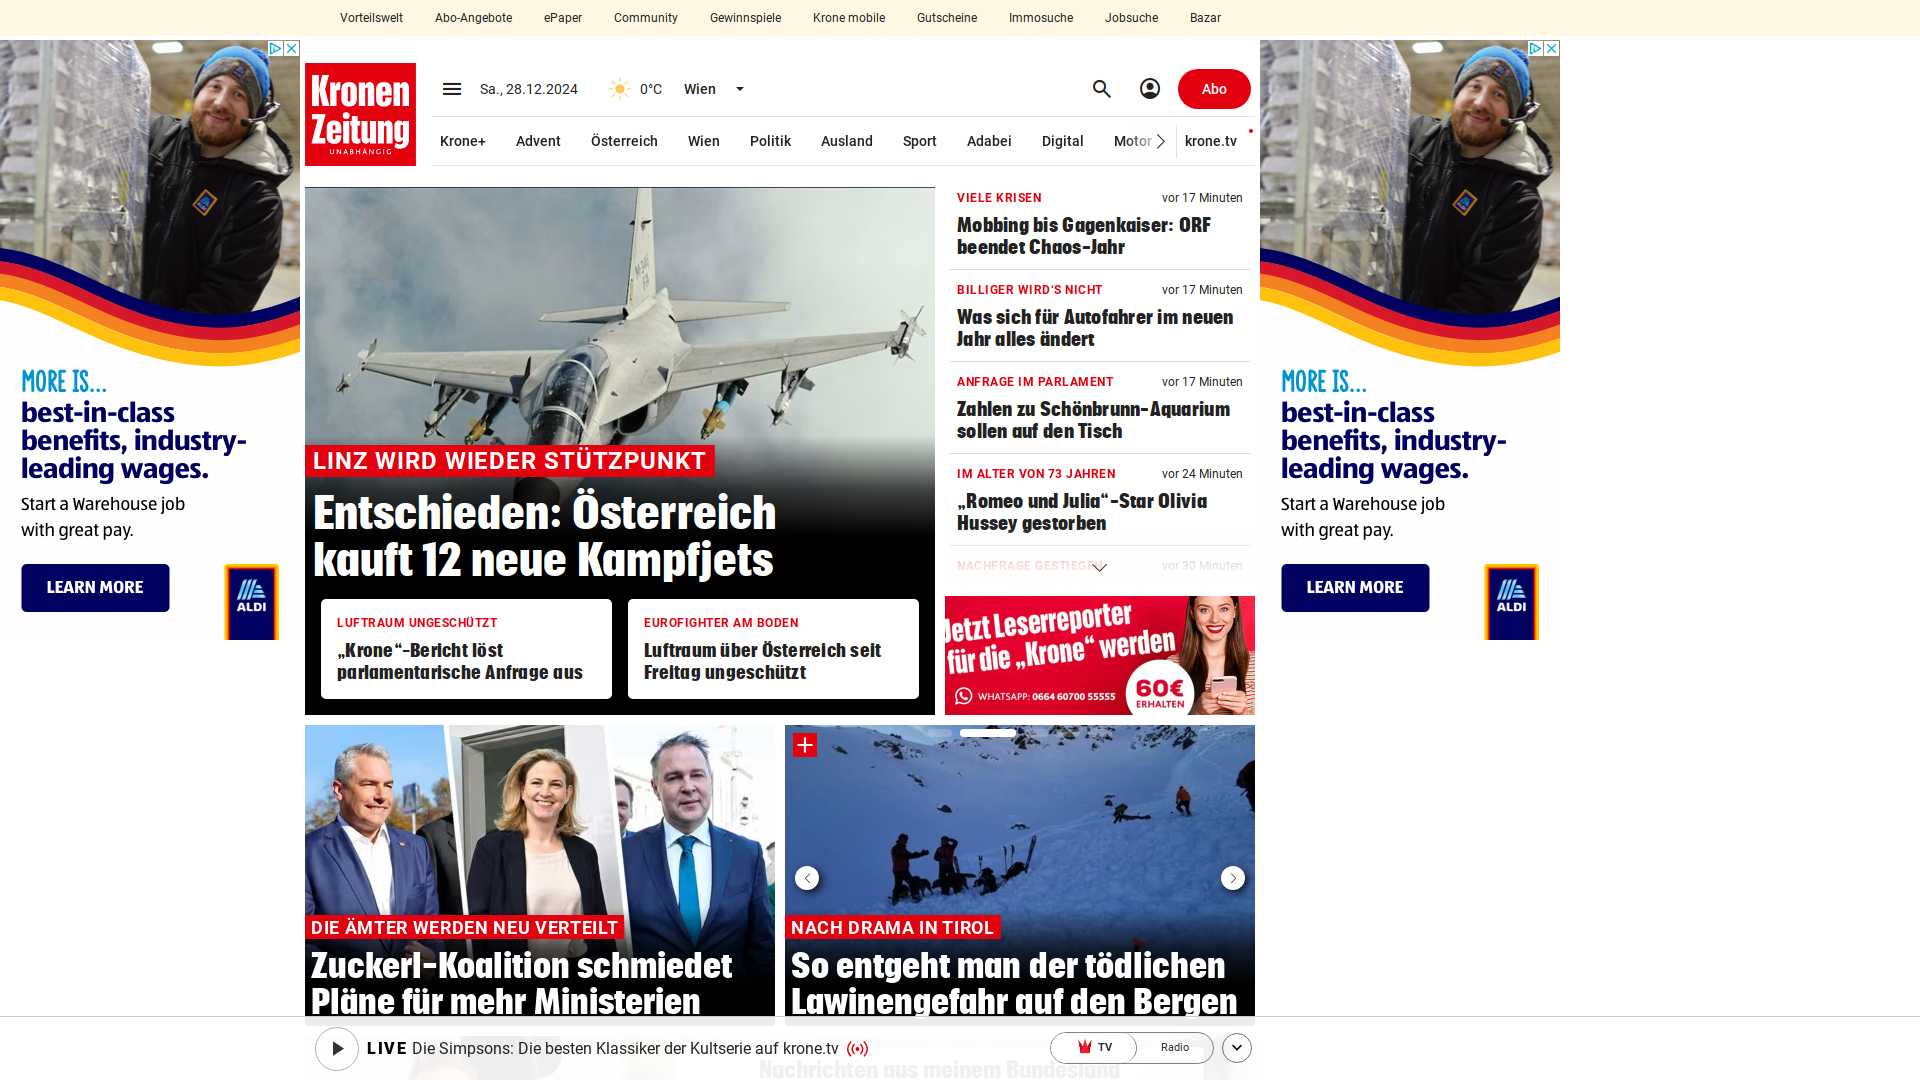 Vorteilswelt Abo-Angebote ePaper Community Gewinnspiele Krone mobile Gutscheine Immosuche Jobsuche Bazar
Kronen
Zeitung
UNABHÄNGIG
Sa., 28.12.2024 0°C Wien
Abo
Krone+ Advent Österreich Wien Politik Ausland Sport Adabei Digital Motor krone.tv
MORE IS...
best-in-class
benefits, industry-
leading wages.
Start a Warehouse job
with great pay.
LEARN MORE
ALDI
LINZ WIRD WIEDER STÜTZPUNKT
Entschieden: Österreich
kauft 12 neue Kampfjets
LUFTRAUM UNGESCHÜTZT
„Krone“-Bericht löst
parlamentarische Anfrage aus
EUROFIGHTER AM BODEN
Luftraum über Österreich seit
Freitag ungeschützt
VIELE KRISEN vor 17 Minuten
Mobbing bis Gagenkaiser: ORF
beendet Chaos-Jahr
BILLIGER WIRD'S NICHT vor 17 Minuten
Was sich für Autofahrer im neuen
Jahr alles ändert
ANFRAGE IM PARLAMENT vor 17 Minuten
Zahlen zu Schönbrunn-Aquarium
sollen auf den Tisch
IM ALTER VON 73 JAHREN vor 24 Minuten
„Romeo und Julia“-Star Olivia
Hussey gestorben
NACHFRAGE GESTIEGEN vor 30 Minuten
Jetzt Leserreporter
für die „Krone“ werden
WHATSAPP: 0664 60700 55555
60€
ERHALTEN
MORE IS...
best-in-class
benefits, industry-
leading wages.
Start a Warehouse job
with great pay.
LEARN MORE
ALDI
DIE ÄMTER WERDEN NEU VERTEILT
Zuckerl-Koalition schmiedet
Pläne für mehr Ministerien
NACH DRAMA IN TIROL
So entgeht man der tödlichen
Lawinengefahr auf den Bergen
LIVE Die Simpsons: Die besten Klassiker der Kultserie auf krone.tv
TV Radio
Nachrichten aus meinem Bundesland